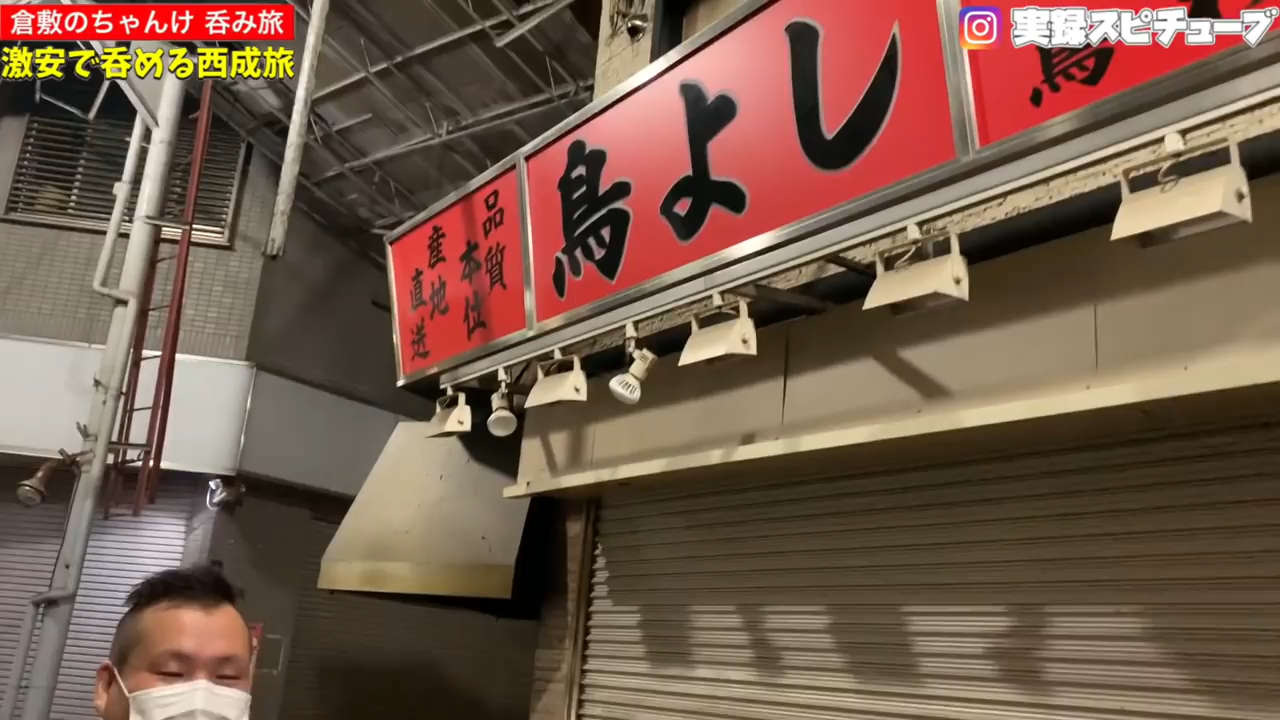 倉敷のちゃんけ 呑み旅
激安で呑める西成旅
実録スピチューブ
鳥よし
鳥
品質
本位
産地
直送